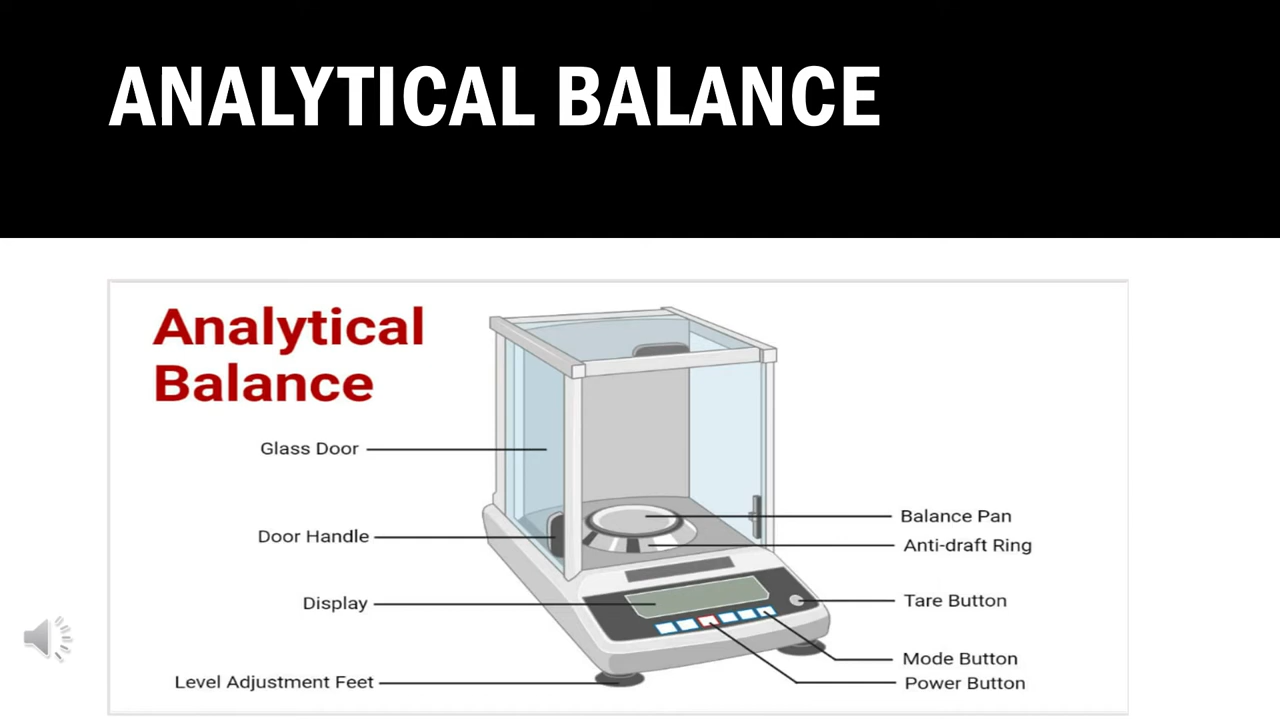 ANALYTICAL BALANCE
Analytical
Balance
Glass Door
Door Handle
Display
Level Adjustment Feet
Balance Pan
Anti-draft Ring
Tare Button
Mode Button
Power Button